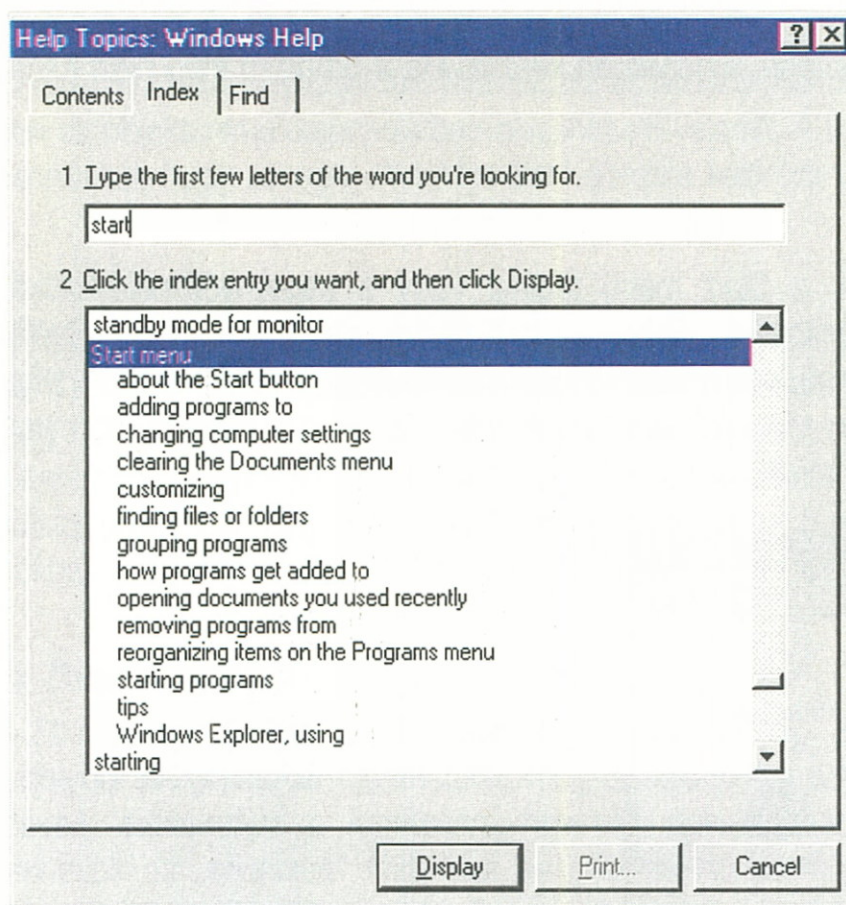 Help Topics: Windows Help
Contents Index Find
1 Type the first few letters of the word you're looking for.
start
2 Click the index entry you want, and then click Display.
standby mode for monitor
Start menu
about the Start button
adding programs to
changing computer settings
clearing the Documents menu
customizing
finding files or folders
grouping programs
how programs get added to
opening documents you used recently
removing programs from
reorganizing items on the Programs menu
starting programs
tips
Windows Explorer, using
starting
Display Print... Cancel